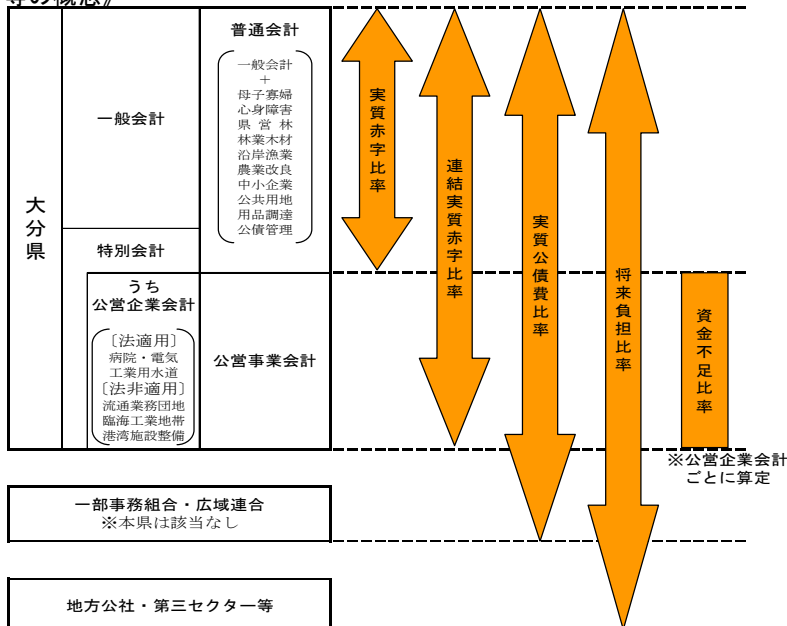 等の概念》
大分県
一般会計
特別会計
うち
公営企業会計
〔法適用〕
病院・電気
工業用水道
〔法非適用〕
流通業務団地
臨海工業地帯
港湾施設整備
普通会計
一般会計
+
母子寡婦
心身障害
県営林
林業木材
沿岸漁業
農業改良
中小企業
公共用地
用品調達
公債管理
公営事業会計
実質赤字比率
連結実質赤字比率
実質公債費比率
将来負担比率
資金不足比率
※公営企業会計
ごとに算定
一部事務組合・広域連合
※本県は該当なし
地方公社・第三セクター等